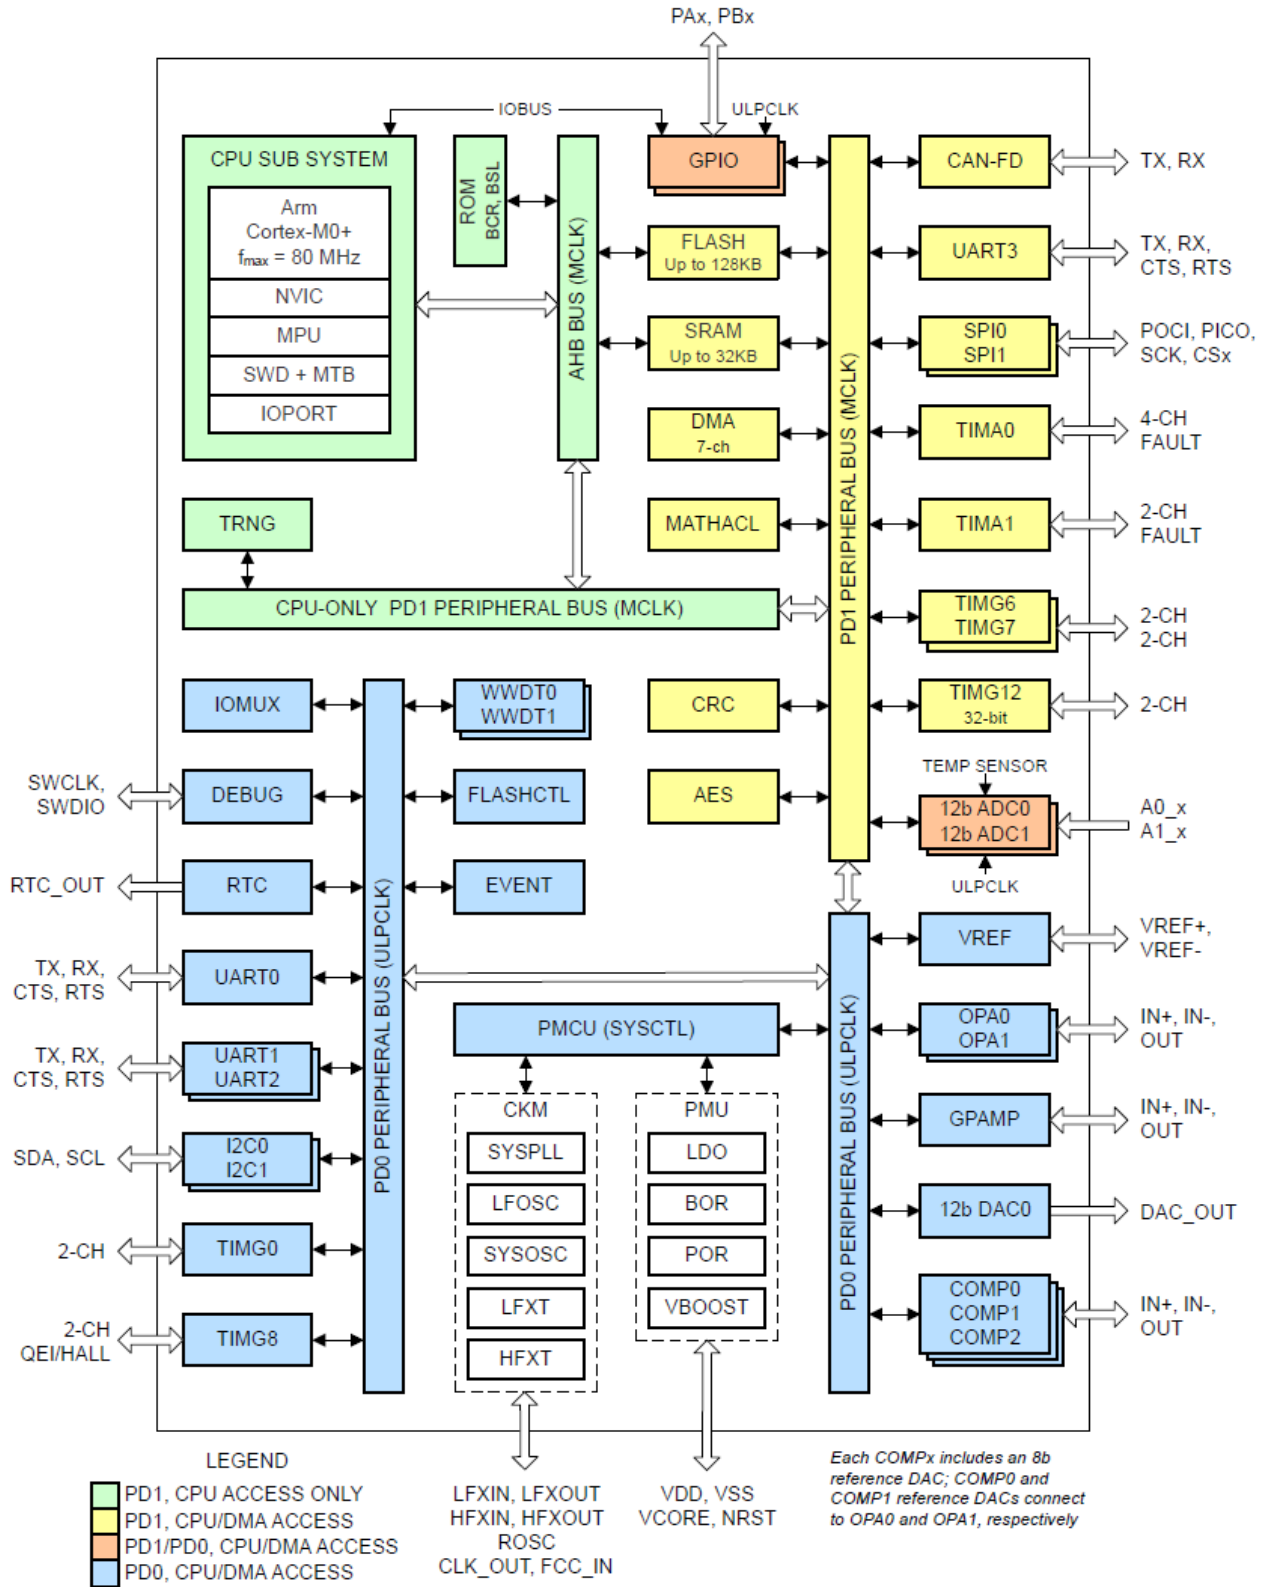 PAx, PBx
IOBUS
ULPCLK
CPU SUB SYSTEM
Arm
Cortex-M0+
fmax = 80 MHz
NVIC
MPU
SWD + MTB
IOPORT
ROM
BCR, BSL
AHB BUS (MCLK)
GPIO
FLASH
Up to 128KB
SRAM
Up to 32KB
DMA
7-ch
MATHACL
PD1 PERIPHERAL BUS (MCLK)
CAN-FD
TX, RX
UART3
TX, RX,
CTS, RTS
SPI0
SPI1
POCI, PICO,
SCK, CSx
TIMA0
4-CH
FAULT
TIMA1
2-CH
FAULT
TIMG6
TIMG7
2-CH
2-CH
TIMG12
32-bit
2-CH
TRNG
CPU-ONLY PD1 PERIPHERAL BUS (MCLK)
CRC
AES
TEMP SENSOR
12b ADC0
12b ADC1
A0_x
A1_x
ULPCLK
IOMUX
WWDT0
WWDT1
SWCLK,
SWDIO
DEBUG
FLASHCTL
RTC_OUT
RTC
EVENT
PD0 PERIPHERAL BUS (ULPCLK)
TX, RX,
CTS, RTS
UART0
TX, RX,
CTS, RTS
UART1
UART2
SDA, SCL
I2C0
I2C1
2-CH
TIMG0
2-CH
QEI/HALL
TIMG8
PMCU (SYSCTL)
CKM
SYSPLL
LFOSC
SYSOSC
LFXT
HFXT
PMU
LDO
BOR
POR
VBOOST
PD0 PERIPHERAL BUS (ULPCLK)
VREF
VREF+,
VREF-
OPA0
OPA1
IN+, IN-,
OUT
GPAMP
IN+, IN-,
OUT
12b DAC0
DAC_OUT
COMP0
COMP1
COMP2
IN+, IN-,
OUT
LEGEND
PD1, CPU ACCESS ONLY
PD1, CPU/DMA ACCESS
PD1/PD0, CPU/DMA ACCESS
PD0, CPU/DMA ACCESS
LFXIN, LFXOUT
HFXIN, HFXOUT
ROSC
CLK_OUT, FCC_IN
VDD, VSS
VCORE, NRST
Each COMPx includes an 8b
reference DAC; COMP0 and
COMP1 reference DACs connect
to OPA0 and OPA1, respectively